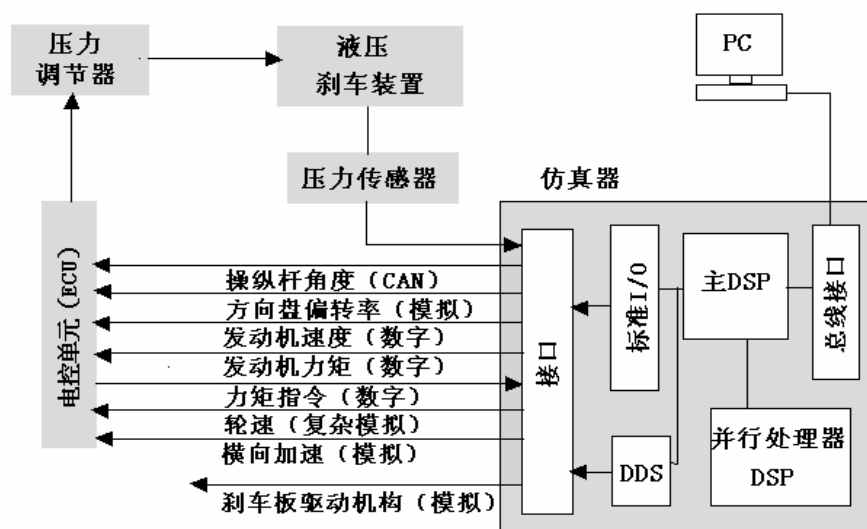 压力
调节器
液压
刹车装置
PC
压力传感器
仿真器
电控单元(ECU)
操纵杆角度(CAN)
方向盘偏转率(模拟)
发动机速度(数字)
发动机力矩(数字)
力矩指令(数字)
轮速(复杂模拟)
横向加速(模拟)
刹车板驱动机构(模拟)
接口
标准I/O
DDS
主DSP
总线接口
并行处理器
DSP